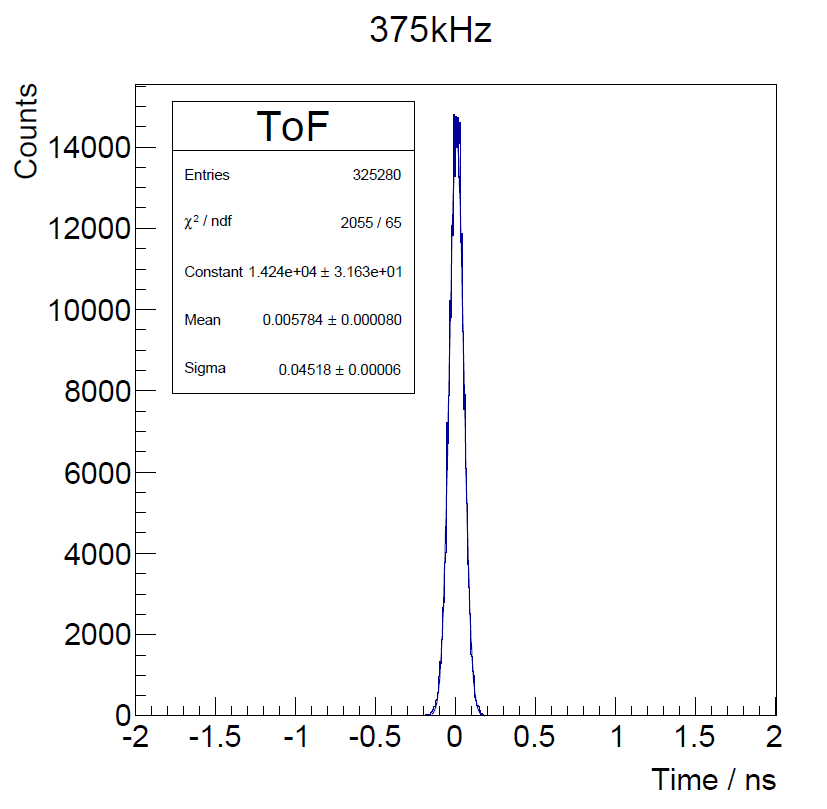 375kHz
Counts
ToF
Entries 325280
χ² / ndf 2055 / 65
Constant 1.424e+04 ± 3.163e+01
Mean 0.005784 ± 0.000080
Sigma 0.04518 ± 0.00006
14000
12000
10000
8000
6000
4000
2000
0
-2 -1.5 -1 -0.5 0 0.5 1 1.5 2
Time / ns